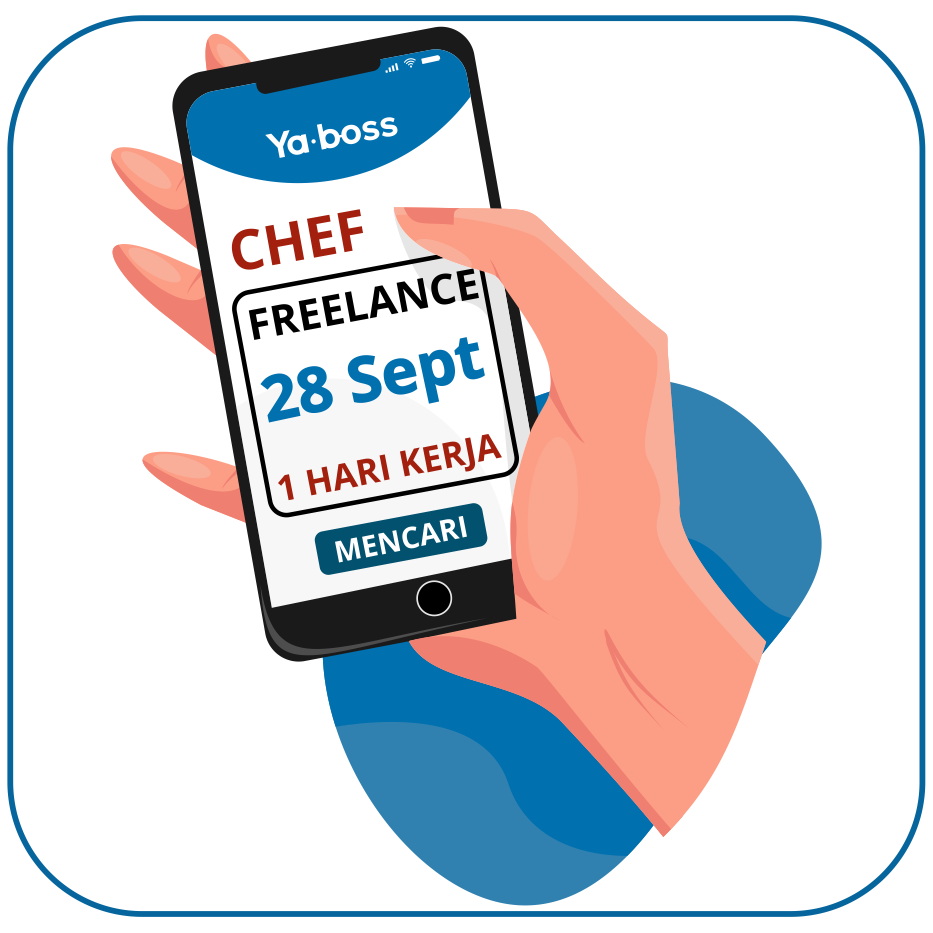 Ya·boss
CHEF
FREELANCE
28 Sept
1 HARI KERJA
MENCARI